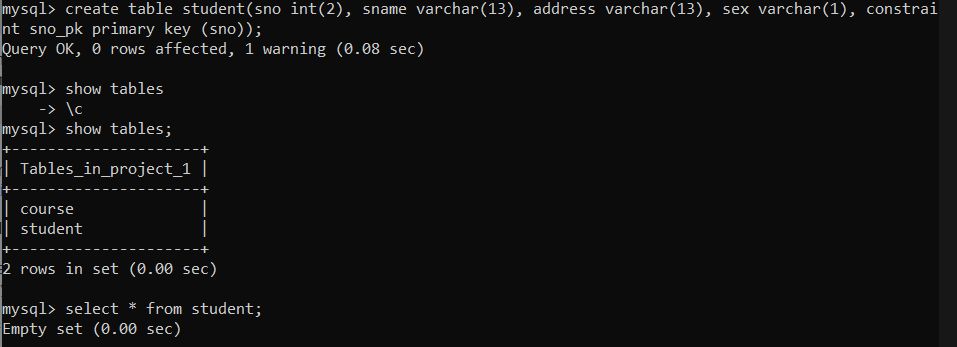 mysql> create table student(sno int(2), sname varchar(13), address varchar(13), sex varchar(1), constrai
nt sno_pk primary key (sno));
Query OK, 0 rows affected, 1 warning (0.08 sec)
mysql> show tables
    -> \c
mysql> show tables;
+---------------------+
| Tables_in_project_1 |
+---------------------+
| course              |
| student             |
+---------------------+
2 rows in set (0.00 sec)
mysql> select * from student;
Empty set (0.00 sec)